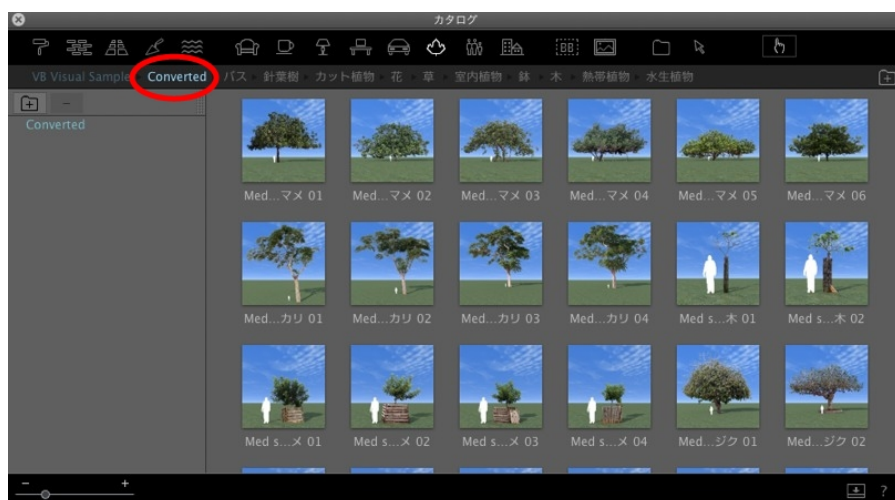 カタログ
VB Visual Sample Converted バス 針葉樹 カット植物 花 草 室内植物 鉢 木 熱帯植物 水生植物
Converted
Med...マメ 01 Med...マメ 02 Med...マメ 03 Med...マメ 04 Med...マメ 05 Med...マメ 06
Med...カリ 01 Med...カリ 02 Med...カリ 03 Med...カリ 04 Med s...木 01 Med s...木 02
Med s...メ 01 Med s...メ 02 Med s...メ 03 Med s...メ 04 Med...ジク 01 Med...ジク 02